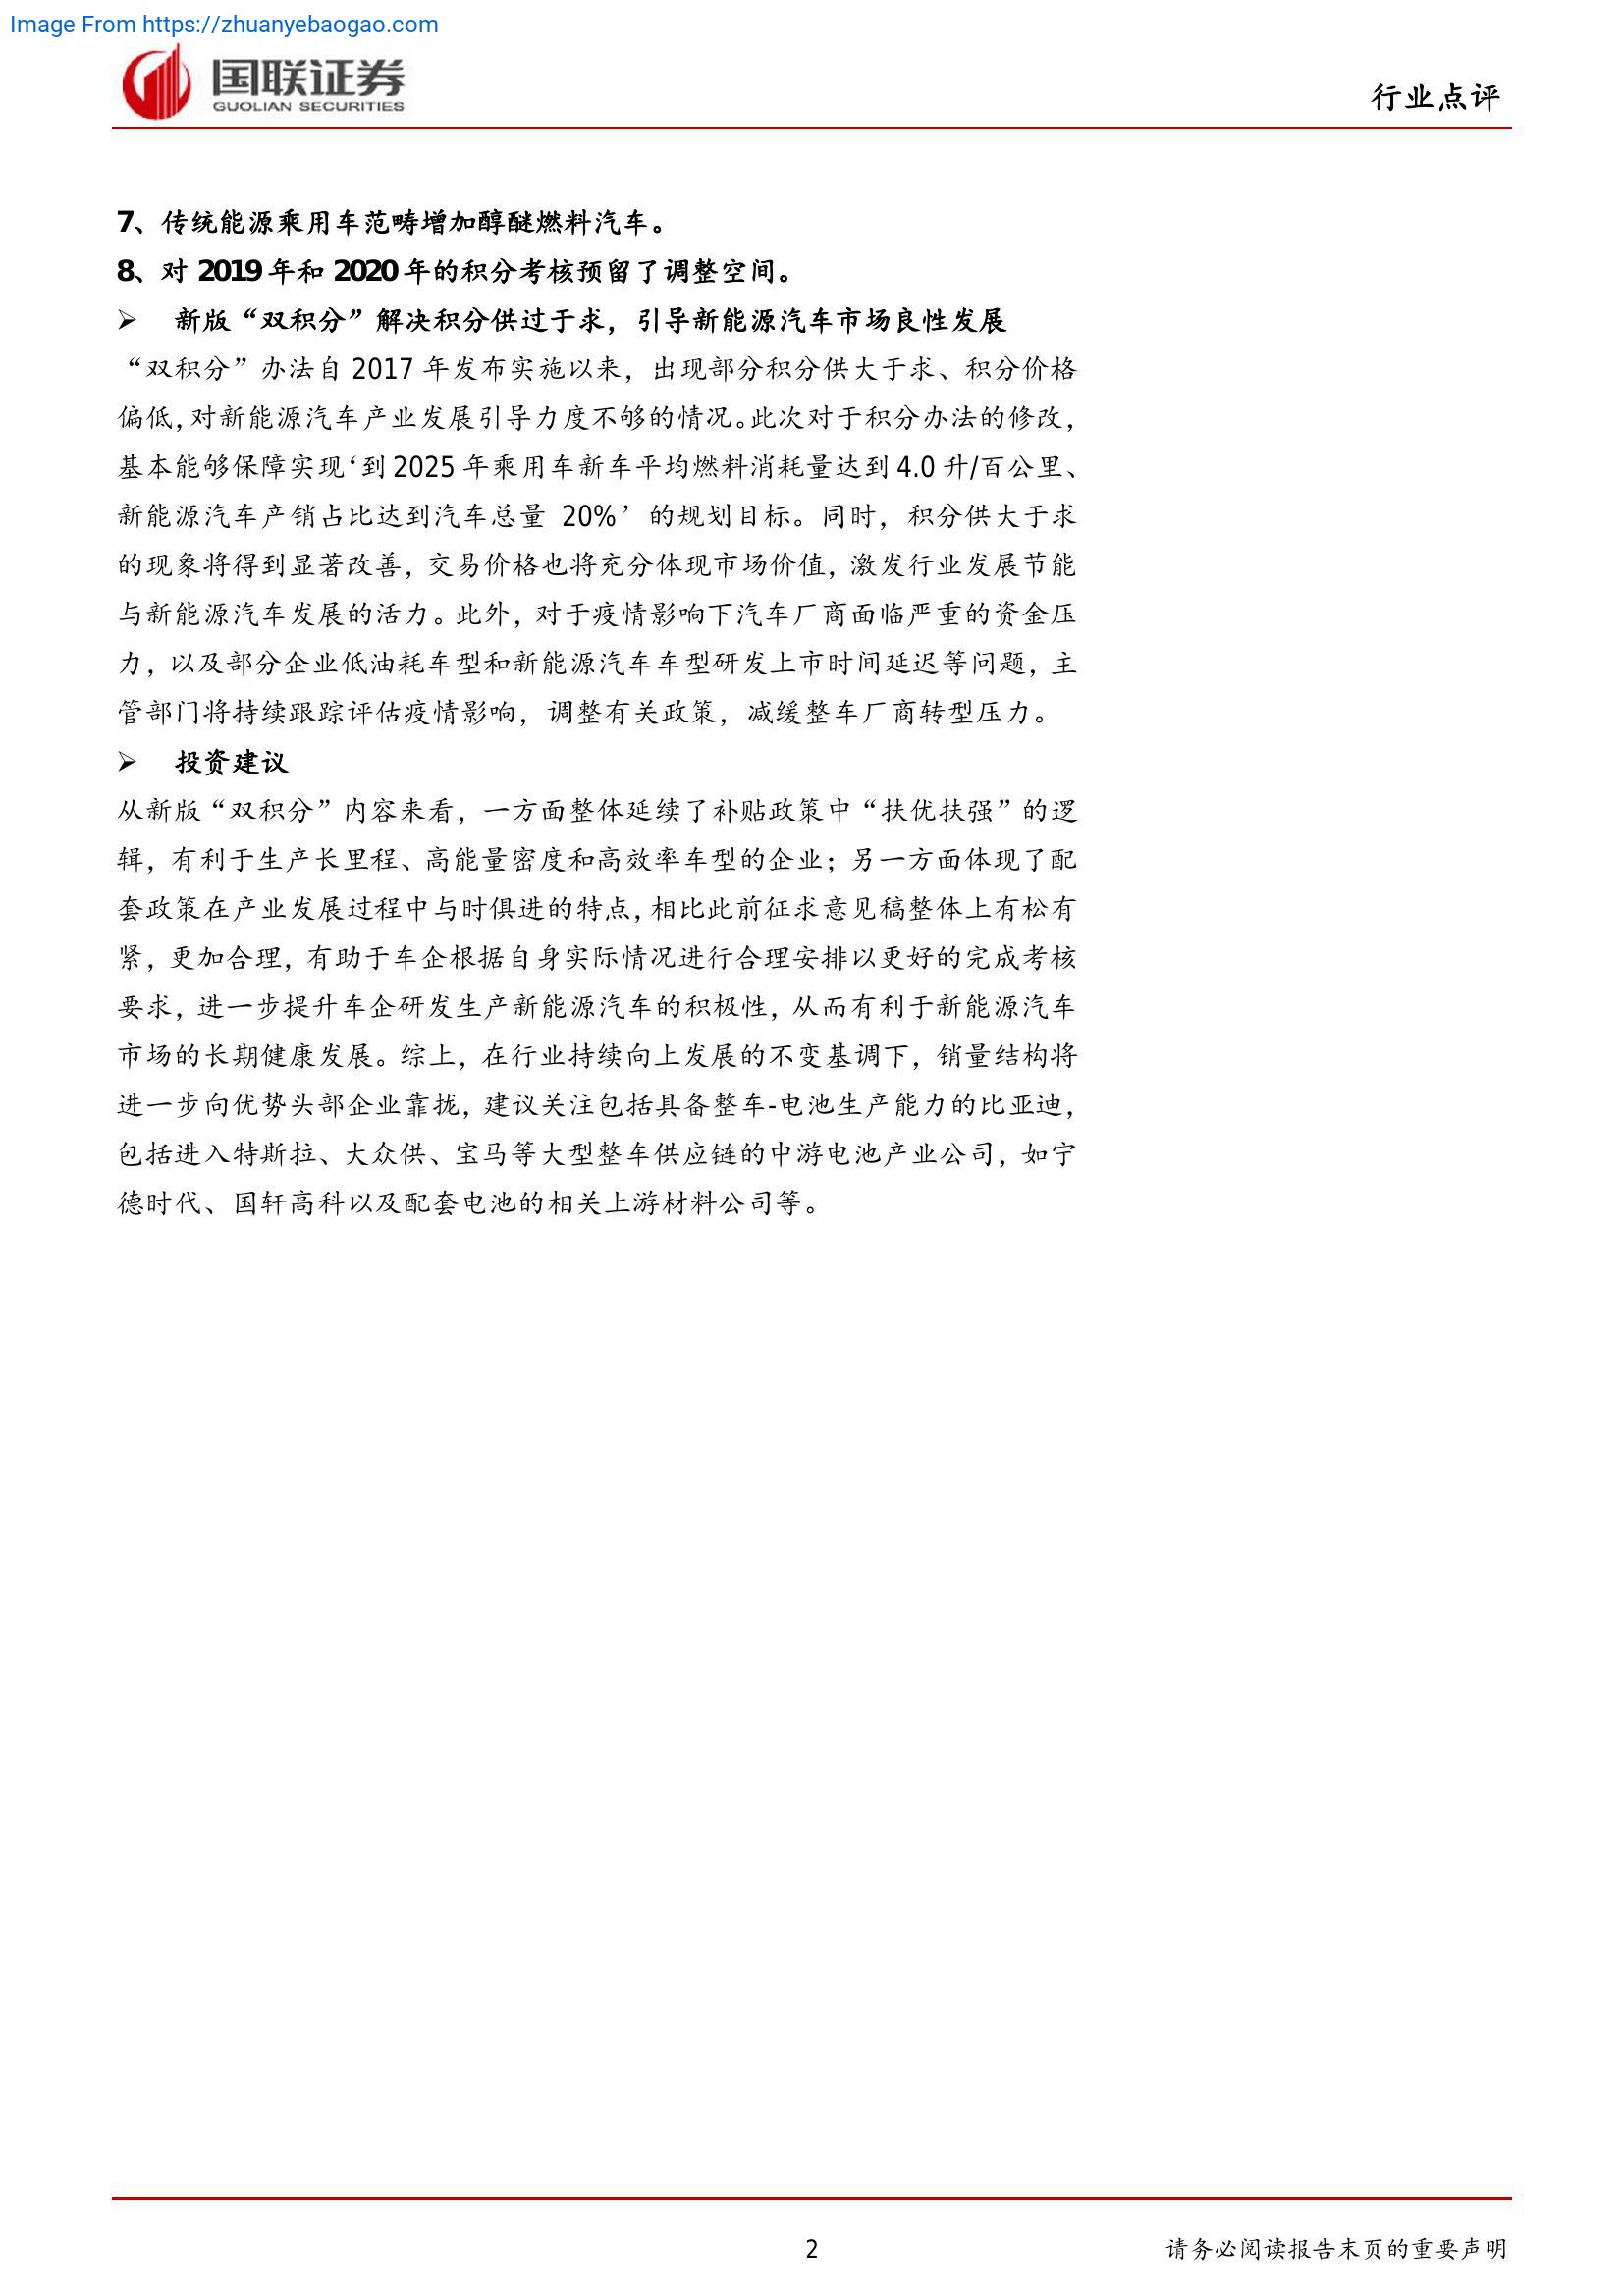 Image From https://zhuanyebaogao.com
国联证券
GUOLIAN SECURITIES
行业点评
7、传统能源乘用车范畴增加醇醚燃料汽车。
8、对 2019 年和 2020 年的积分考核预留了调整空间。
➢ 新版“双积分”解决积分供过于求，引导新能源汽车市场良性发展
“双积分”办法自 2017 年发布实施以来，出现部分积分供大于求、积分价格
偏低，对新能源汽车产业发展引导力度不够的情况。此次对于积分办法的修改，
基本能够保障实现‘到 2025 年乘用车新车平均燃料消耗量达到 4.0 升/百公里、
新能源汽车产销占比达到汽车总量 20%’的规划目标。同时，积分供大于求
的现象将得到显著改善，交易价格也将充分体现市场价值，激发行业发展节能
与新能源汽车发展的活力。此外，对于疫情影响下汽车厂商面临严重的资金压
力，以及部分企业低油耗车型和新能源汽车车型研发上市时间延迟等问题，主
管部门将持续跟踪评估疫情影响，调整有关政策，减缓整车厂商转型压力。
➢ 投资建议
从新版“双积分”内容来看，一方面整体延续了补贴政策中“扶优扶强”的逻
辑，有利于生产长里程、高能量密度和高效率车型的企业；另一方面体现了配
套政策在产业发展过程中与时俱进的特点，相比此前征求意见稿整体上有松有
紧，更加合理，有助于车企根据自身实际情况进行合理安排以更好的完成考核
要求，进一步提升车企研发生产新能源汽车的积极性，从而有利于新能源汽车
市场的长期健康发展。综上，在行业持续向上发展的不变基调下，销量结构将
进一步向优势头部企业靠拢，建议关注包括具备整车-电池生产能力的比亚迪，
包括进入特斯拉、大众供、宝马等大型整车供应链的中游电池产业公司，如宁
德时代、国轩高科以及配套电池的相关上游材料公司等。
2
请务必阅读报告末页的重要声明